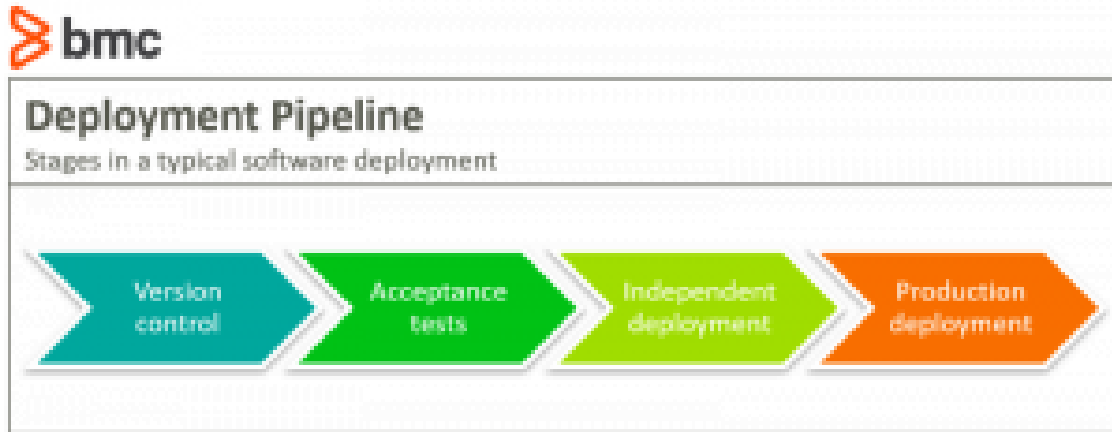 bmc
Deployment Pipeline
Stages in a typical software deployment
Version
control
Acceptance
tests
Independent
deployment
Production
deployment